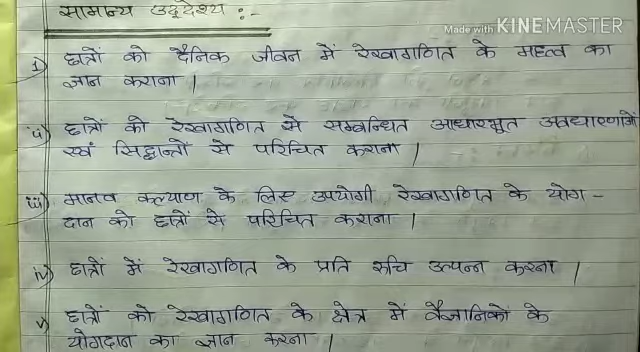 सामान्य उद्देश्य :-
Made with KINEMASTER
i) छात्रों को दैनिक जीवन में रेखागणित के महत्व का
ज्ञान कराना |
ii) छात्रों को रेखागणित से सम्बन्धित आधारभूत अवधारणाओं
एवं सिद्धान्तों से परिचित कराना |
iii) मानव कल्याण के लिए उपयोगी रेखागणित के योग -
दान को छात्रों से परिचित कराना |
iv) छात्रों में रेखागणित के प्रति रुचि उत्पन्न करना |
v) छात्रों को रेखागणित के क्षेत्र में वैज्ञानिकों के
योगदान का ज्ञान करना |